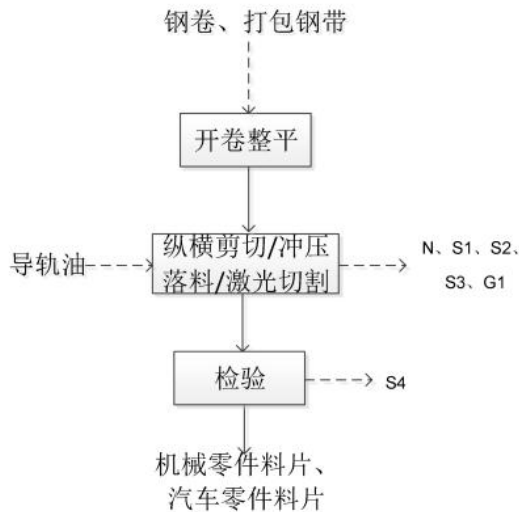 钢卷、打包钢带
开卷整平
纵横剪切/冲压
落料/激光切割
导轨油
N、S1、S2、
S3、G1
检验
S4
机械零件料片、
汽车零件料片